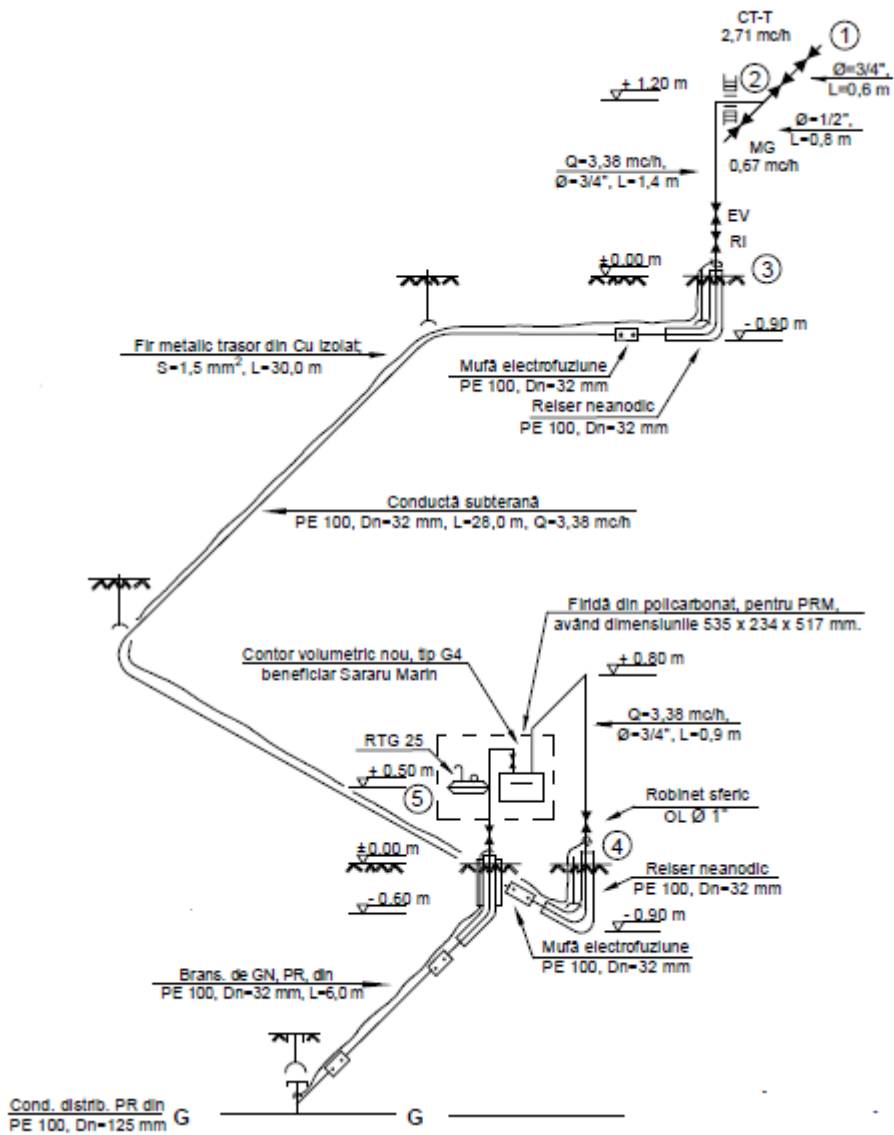 CT-T
2,71 mc/h
1
Ø=3/4",
L=0,6 m
2
+ 1.20 m
Ø=1/2",
L=0,8 m
MG
0,67 mc/h
Q=3,38 mc/h,
Ø=3/4", L=1,4 m
EV
RI
±0.00 m
3
- 0.90 m
Fir metalic trasor din Cu izolat,
S=1,5 mm², L=30,0 m
Mufă electrofuziune
PE 100, Dn=32 mm
Reiser neanodic
PE 100, Dn=32 mm
Conductă subterană
PE 100, Dn=32 mm, L=28,0 m, Q=3,38 mc/h
Firidă din policarbonat, pentru PRM,
având dimensiunile 535 x 234 x 517 mm.
Contor volumetric nou, tip G4
beneficiar Sararu Marin
+ 0.80 m
Q=3,38 mc/h,
Ø=3/4", L=0,9 m
RTG 25
+ 0.50 m
5
Robinet sferic
OL Ø 1"
4
±0.00 m
Reiser neanodic
PE 100, Dn=32 mm
- 0.60 m
- 0.90 m
Mufă electrofuziune
PE 100, Dn=32 mm
Brans. de GN, PR, din
PE 100, Dn=32 mm, L=6,0 m
Cond. distrib. PR din
PE 100, Dn=125 mm
G
G